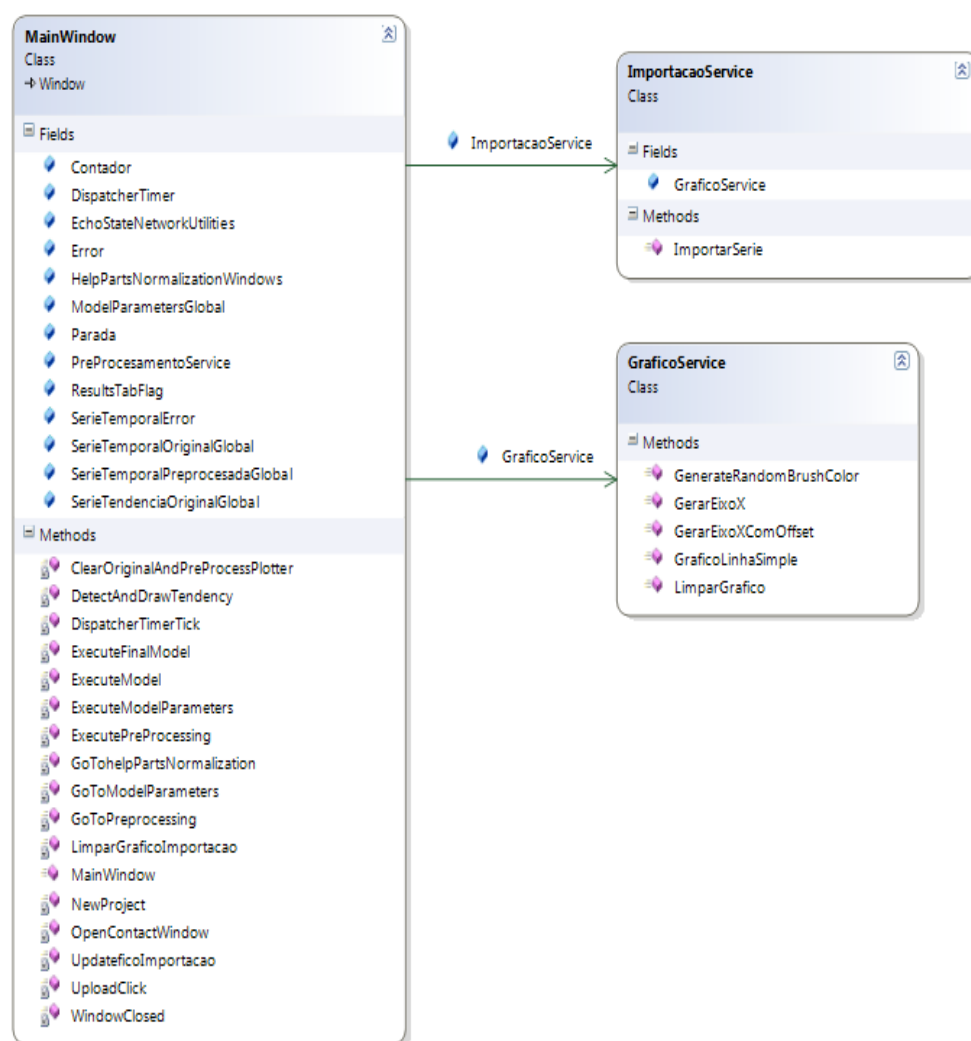 MainWindow
Class
Window
Fields
Contador
DispatcherTimer
EchoStateNetworkUtilities
Error
HelpPartsNormalizationWindows
ModelParametersGlobal
Parada
PreProcesamentoService
ResultsTabFlag
SerieTemporalError
SerieTemporalOriginalGlobal
SerieTemporalPreprocesadaGlobal
SerieTendenciaOriginalGlobal
Methods
ClearOriginalAndPreProcessPlotter
DetectAndDrawTendency
DispatcherTimerTick
ExecuteFinalModel
ExecuteModel
ExecuteModelParameters
ExecutePreProcessing
GoTohelpPartsNormalization
GoToModelParameters
GoToPreprocessing
LimparGraficoImportacao
MainWindow
NewProject
OpenContactWindow
UpdateficoImportacao
UploadClick
WindowClosed
ImportaçãoService
ImportacaoService
Class
Fields
GraficoService
Methods
ImportarSerie
GraficoService
GraficoService
Class
Methods
GenerateRandomBrushColor
GerarEixoX
GerarEixoXComOffset
GraficoLinhaSimple
LimparGrafico